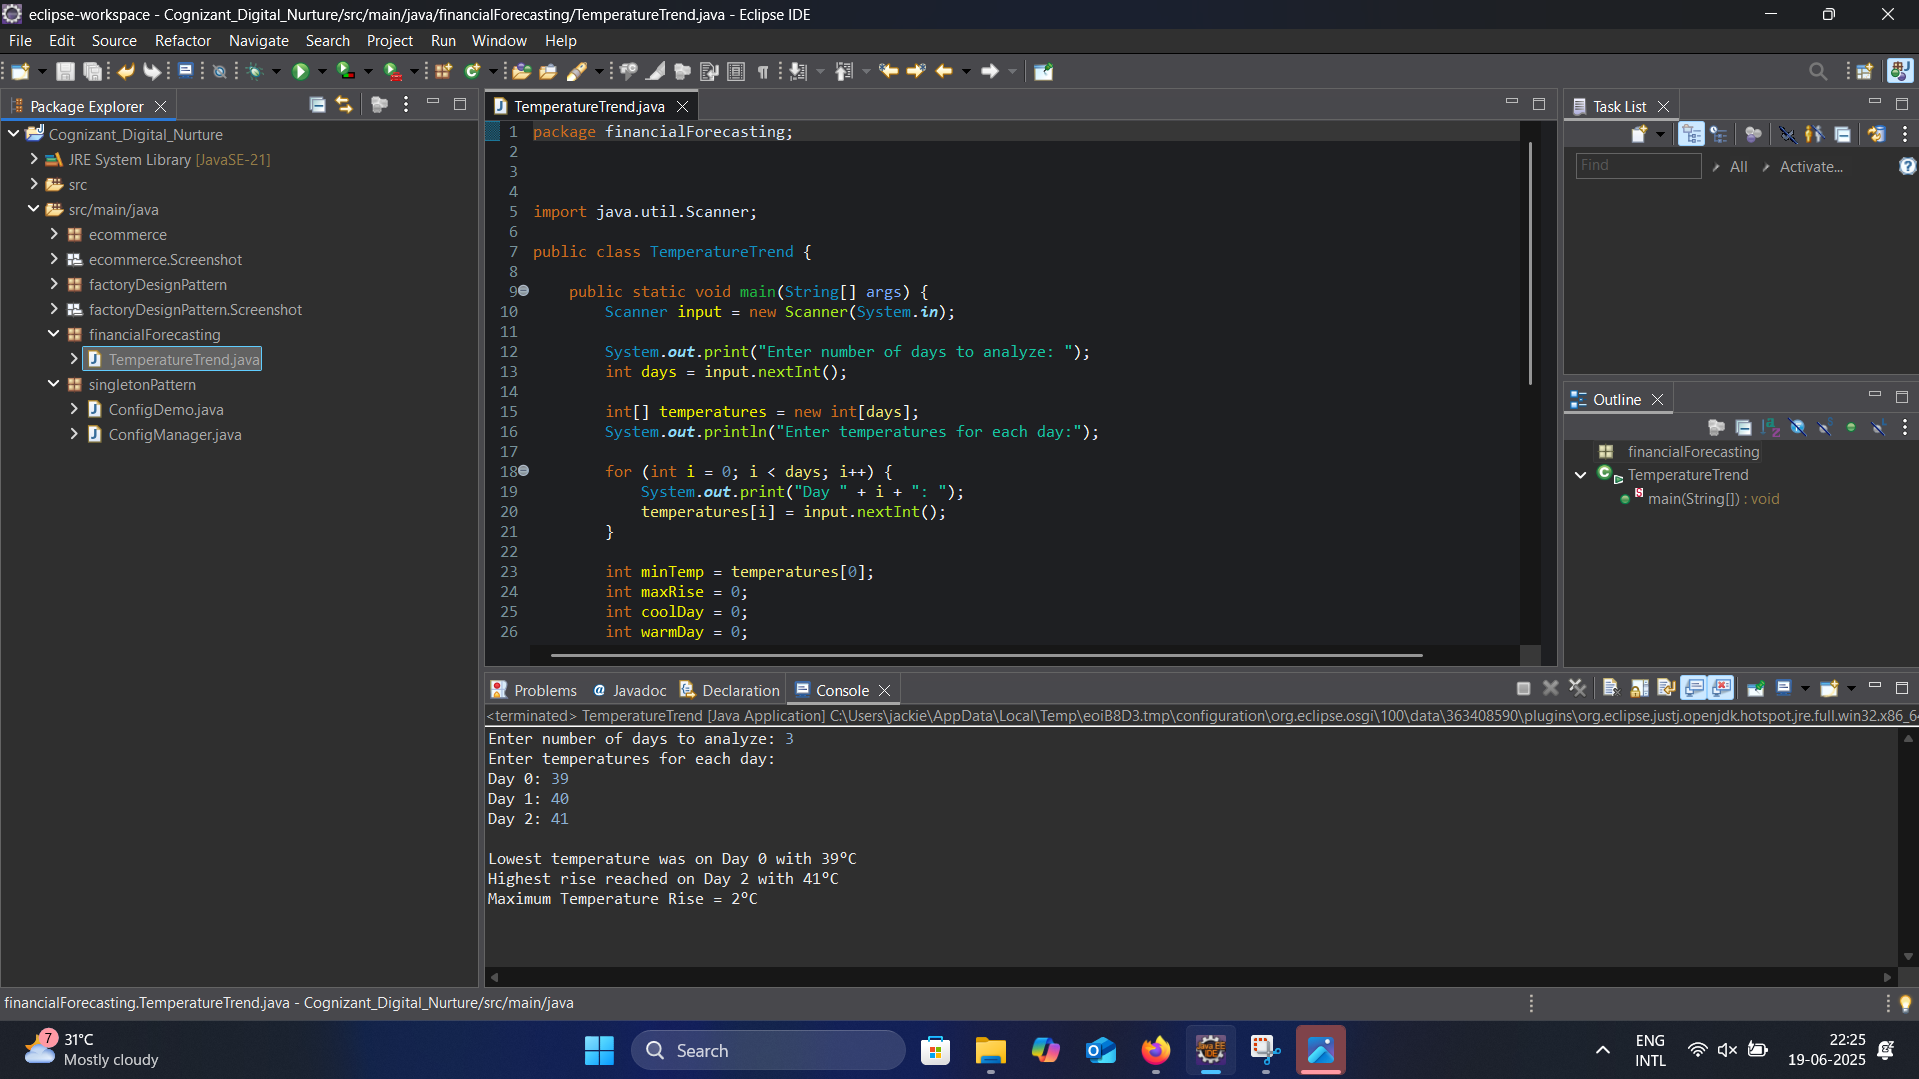 eclipse-workspace - Cognizant_Digital_Nurture/src/main/java/financialForecasting/TemperatureTrend.java - Eclipse IDE
File Edit Source Refactor Navigate Search Project Run Window Help
Package Explorer
Cognizant_Digital_Nurture
JRE System Library [JavaSE-21]
src
src/main/java
ecommerce
ecommerce.Screenshot
factoryDesignPattern
factoryDesignPattern.Screenshot
financialForecasting
TemperatureTrend.java
singletonPattern
ConfigDemo.java
ConfigManager.java
TemperatureTrend.java
1 package financialForecasting;
2
3
4
5 import java.util.Scanner;
6
7 public class TemperatureTrend {
8
9 public static void main(String[] args) {
10 Scanner input = new Scanner(System.in);
11
12 System.out.print("Enter number of days to analyze: ");
13 int days = input.nextInt();
14
15 int[] temperatures = new int[days];
16 System.out.println("Enter temperatures for each day:");
17
18 for (int i = 0; i < days; i++) {
19 System.out.print("Day " + i + ": ");
20 temperatures[i] = input.nextInt();
21 }
22
23 int minTemp = temperatures[0];
24 int maxRise = 0;
25 int coolDay = 0;
26 int warmDay = 0;
Task List
Find
All
Activate...
Outline
financialForecasting
TemperatureTrend
main(String[]) : void
Problems Javadoc Declaration Console
<terminated> TemperatureTrend [Java Application] C:\Users\jackie\AppData\Local\Temp\eoiB8D3.tmp\configuration\org.eclipse.osgi\100\data\363408590\plugins\org.eclipse.justj.openjdk.hotspot.jre.full.win32.x86_6
Enter number of days to analyze: 3
Enter temperatures for each day:
Day 0: 39
Day 1: 40
Day 2: 41
Lowest temperature was on Day 0 with 39°C
Highest rise reached on Day 2 with 41°C
Maximum Temperature Rise = 2°C
financialForecasting.TemperatureTrend.java - Cognizant_Digital_Nurture/src/main/java
7
31°C
Mostly cloudy
Search
ENG
INTL
22:25
19-06-2025